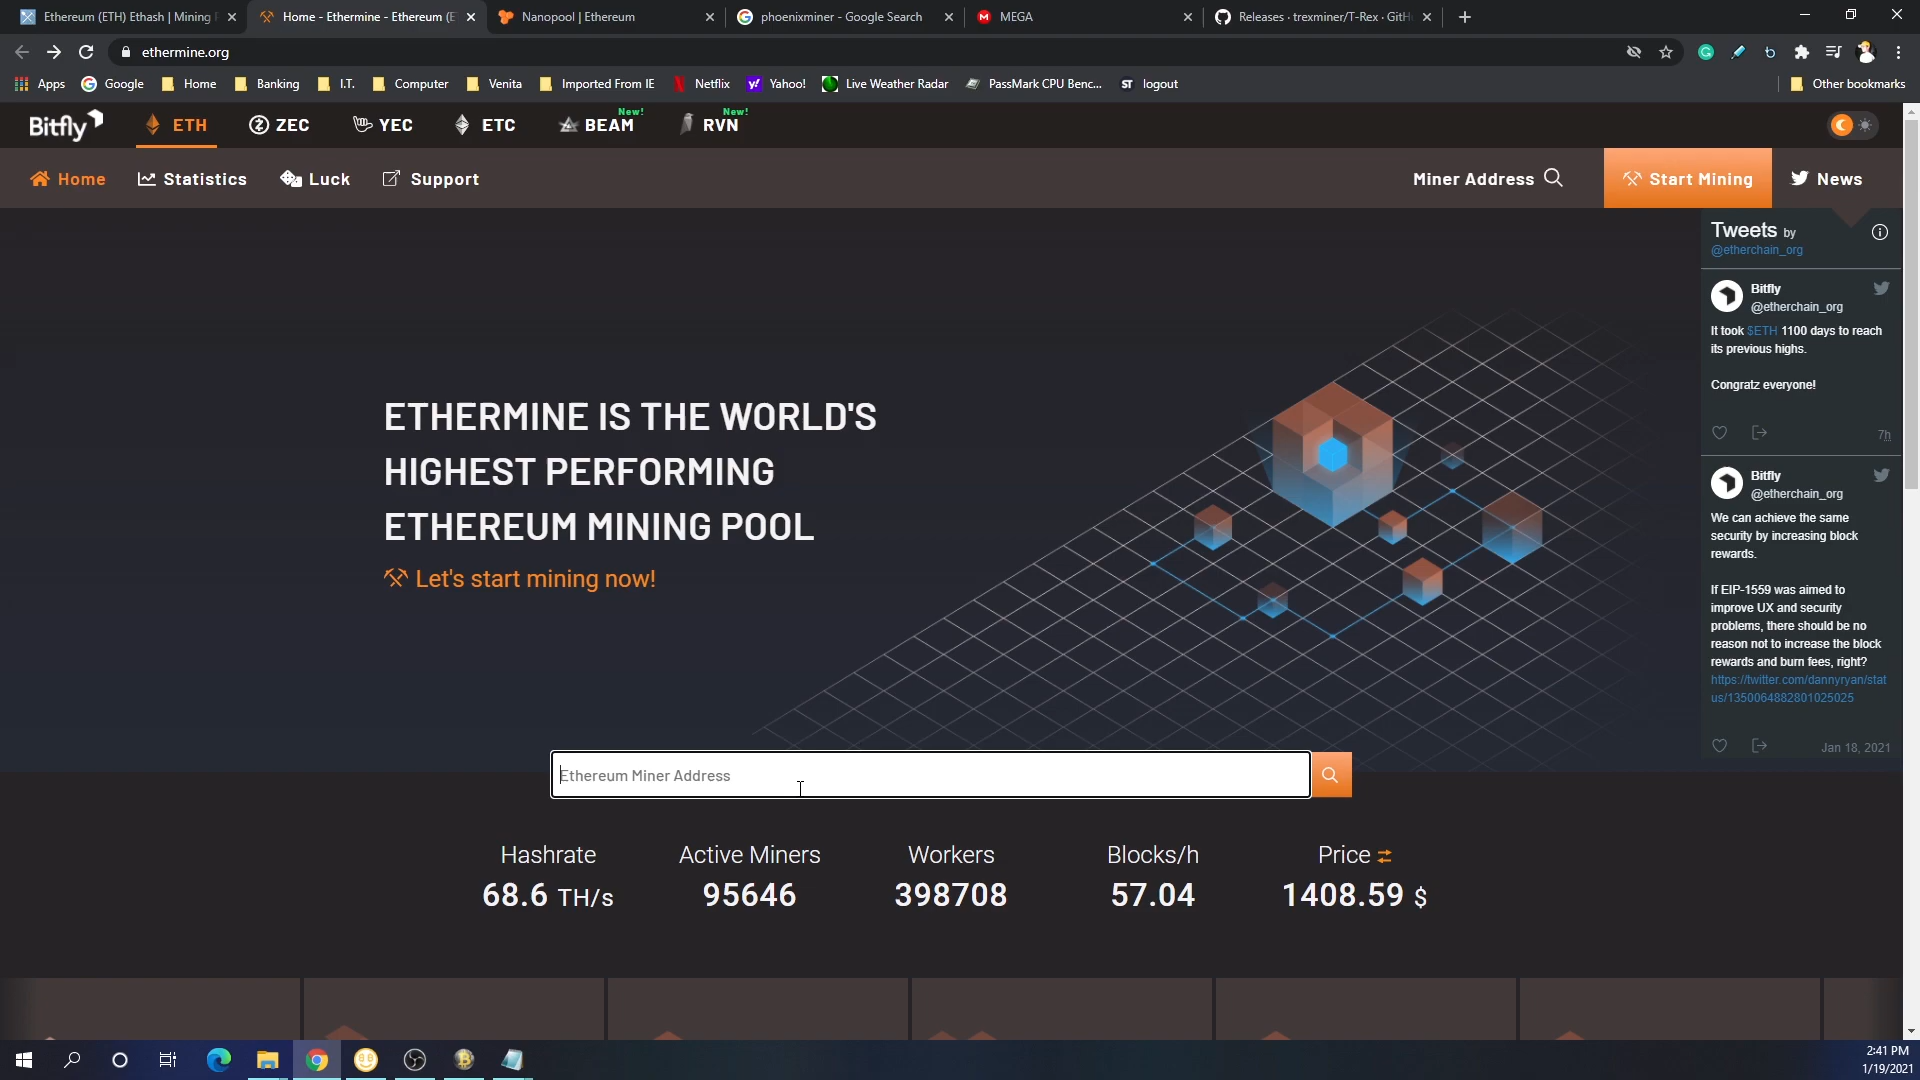 Ethereum (ETH) Ethash | Mining
Home - Ethermine - Ethereum (E
Nanopool | Ethereum
phoenixminer - Google Search
MEGA
Releases · trexminer/T-Rex · GitH
ethermine.org
Apps
Google
Home
Banking
I.T.
Computer
Venita
Imported From IE
Netflix
Yahoo!
Live Weather Radar
PassMark CPU Benc...
ST logout
Other bookmarks
Bitfly
ETH
ZEC
YEC
ETC
BEAM New!
RVN New!
Home
Statistics
Luck
Support
Miner Address
Start Mining
News
ETHERMINE IS THE WORLD'S
HIGHEST PERFORMING
ETHEREUM MINING POOL
Let's start mining now!
Tweets by
@etherchain_org
Bitfly
@etherchain_org
It took $ETH 1100 days to reach
its previous highs.
Congratz everyone!
7h
Bitfly
@etherchain_org
We can achieve the same
security by increasing block
rewards.
If EIP-1559 was aimed to
improve UX and security
problems, there should be no
reason not to increase the block
rewards and burn fees, right?
https://twitter.com/dannyryan/stat
us/1350064882801025025
Jan 18, 2021
Ethereum Miner Address
Hashrate
68.6 TH/s
Active Miners
95646
Workers
398708
Blocks/h
57.04
Price
1408.59 $
2:41 PM
1/19/2021